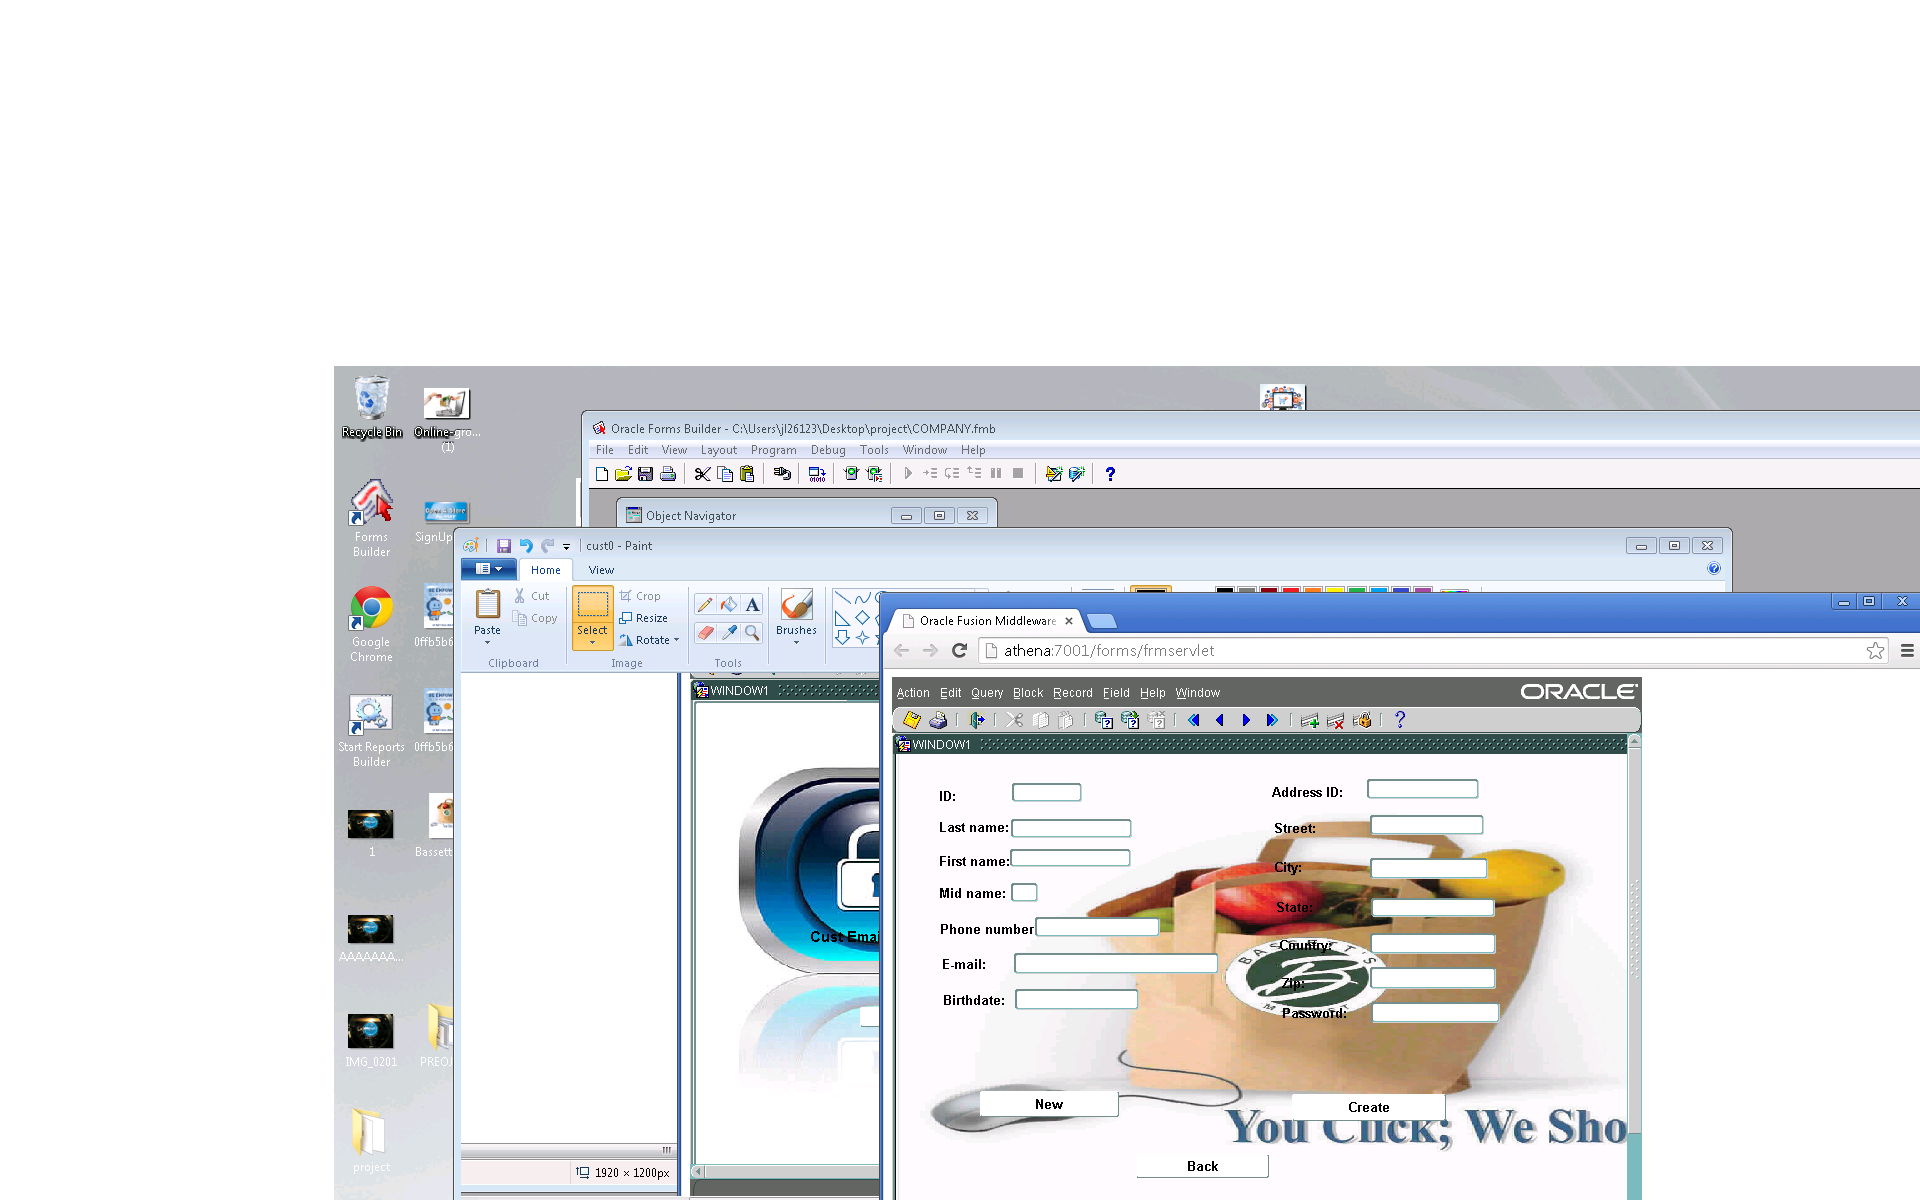 Recycle Bin
Online-gro...
(1)
Forms
Builder
SignUp
Google
Chrome
0ffb5b6
Start Reports
Builder
0ffb5b6
1
Bassett
AAAAAAA...
IMG_0201
PREOJ
project
Oracle Forms Builder - C:\Users\jl26123\Desktop\project\COMPANY.fmb
File Edit View Layout Program Debug Tools Window Help
Object Navigator
cust0 - Paint
Home View
Paste
Cut
Copy
Clipboard
Select
Crop
Resize
Rotate
Image
Tools
Brushes
WINDOW1
Cust Emai
1920 × 1200px
Oracle Fusion Middleware
athena:7001/forms/frmservlet
Action Edit Query Block Record Field Help Window
ORACLE
WINDOW1
ID:
Last name:
First name:
Mid name:
Phone number
E-mail:
Birthdate:
Address ID:
Street:
City:
State:
Country:
Zip:
Password:
BASSETT'S
B
New
Create
You Click; We Sho
Back